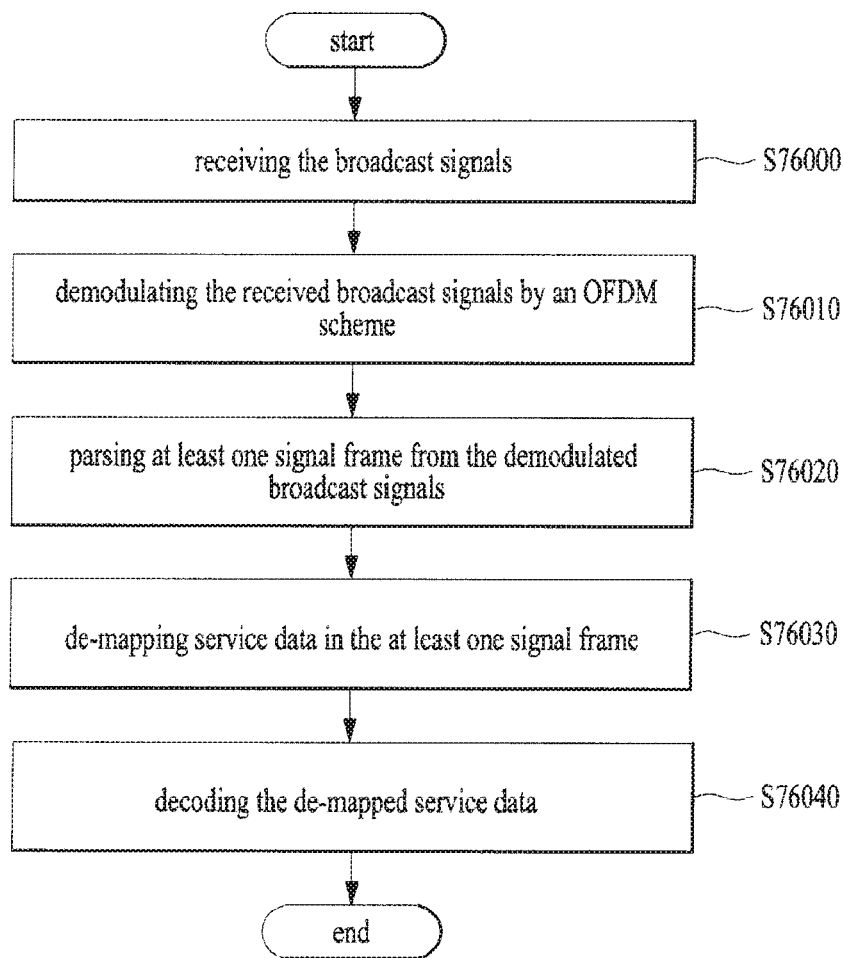 start
receiving the broadcast signals
S76000
demodulating the received broadcast signals by an OFDM
scheme
S76010
parsing at least one signal frame from the demodulated
broadcast signals
S76020
de-mapping service data in the at least one signal frame
S76030
decoding the de-mapped service data
S76040
end